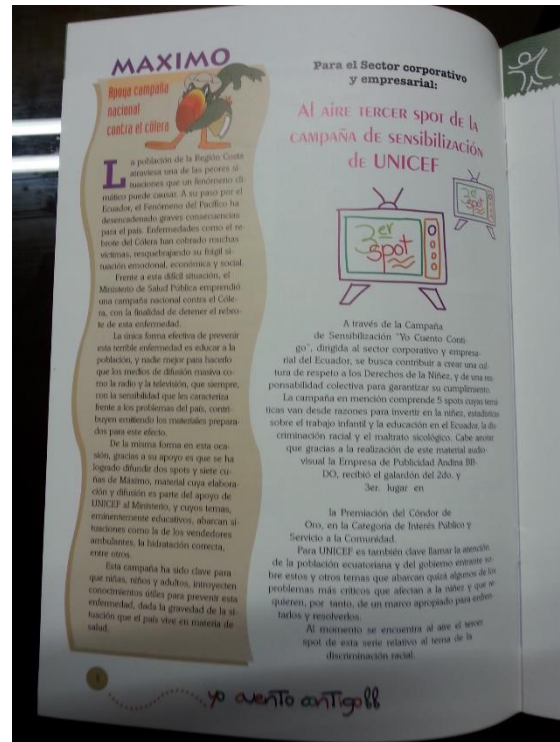 MAXIMO
Apoya campaña
nacional
contra el cólera
La población de la Región Costa
atraviesa una de las peores si-
tuaciones que un fenómeno cli-
mático puede causar. A su paso por el
Ecuador, el Fenómeno del Pacífico ha
desencadenado graves consecuencias
para el país. Enfermedades como el re-
brote del Cólera han cobrado muchas
víctimas, resquebrajando su frágil si-
tuación emocional, económica y social.
Frente a esta difícil situación, el
Ministerio de Salud Pública emprendió
una campaña nacional contra el Cóle-
ra, con la finalidad de detener el rebro-
te de esta enfermedad.
La única forma efectiva de prevenir
esta terrible enfermedad es educar a la
población, y nadie mejor para hacerlo
que los medios de difusión masiva co-
mo la radio y la televisión, que siempre,
con la sensibilidad que les caracteriza
frente a los problemas del país, contri-
buyen emitiendo los materiales prepara-
dos para este efecto.
De la misma forma en esta oca-
sión, gracias a su apoyo es que se ha
logrado difundir dos spots y siete cu-
ñas de Máximo, material cuya elabora-
ción y difusión es parte del apoyo de
UNICEF al Ministerio, y cuyos temas,
eminentemente educativos, abarcan si-
tuaciones como la de los vendedores
ambulantes, la hidratación correcta,
entre otros.
Esta campaña ha sido clave para
que niñas, niños y adultos, introyecten
conocimientos útiles para prevenir esta
enfermedad, dada la gravedad de la si-
tuación que el país vive en materia de
salud.
Para el Sector corporativo
y empresarial:
Al aire tercer spot de la
campaña de sensibilización
de UNICEF
3er
spot
3er
spot
A través de la Campaña
de Sensibilización "Yo Cuento Conti-
go", dirigida al sector corporativo y empresa-
rial del Ecuador, se busca contribuir a crear una cul-
tura de respeto a los Derechos de la Niñez, y de una res-
ponsabilidad colectiva para garantizar su cumplimiento.
La campaña en mención comprende 5 spots cuyas temá-
ticas van desde razones para invertir en la niñez, estadísticas
sobre el trabajo infantil y la educación en el Ecuador, la dis-
criminación racial y el maltrato sicológico. Cabe anotar
que gracias a la realización de este material audio-
visual la Empresa de Publicidad Andina BB-
DO, recibió el galardón del 2do. y
3er. lugar en
la Premiación del Cóndor de
Oro, en la Categoría de Interés Público y
Servicio a la Comunidad.
Para UNICEF es también clave llamar la atención
de la población ecuatoriana y del gobierno entrante so-
bre estos y otros temas que abarcan quizá algunos de los
problemas más críticos que afectan a la niñez y que re-
quieren, por tanto, de un marco apropiado para enfren-
tarlos y resolverlos.
Al momento se encuentra al aire el tercer
spot de esta serie relativo al tema de la
discriminación racial.
yo cuento contigo